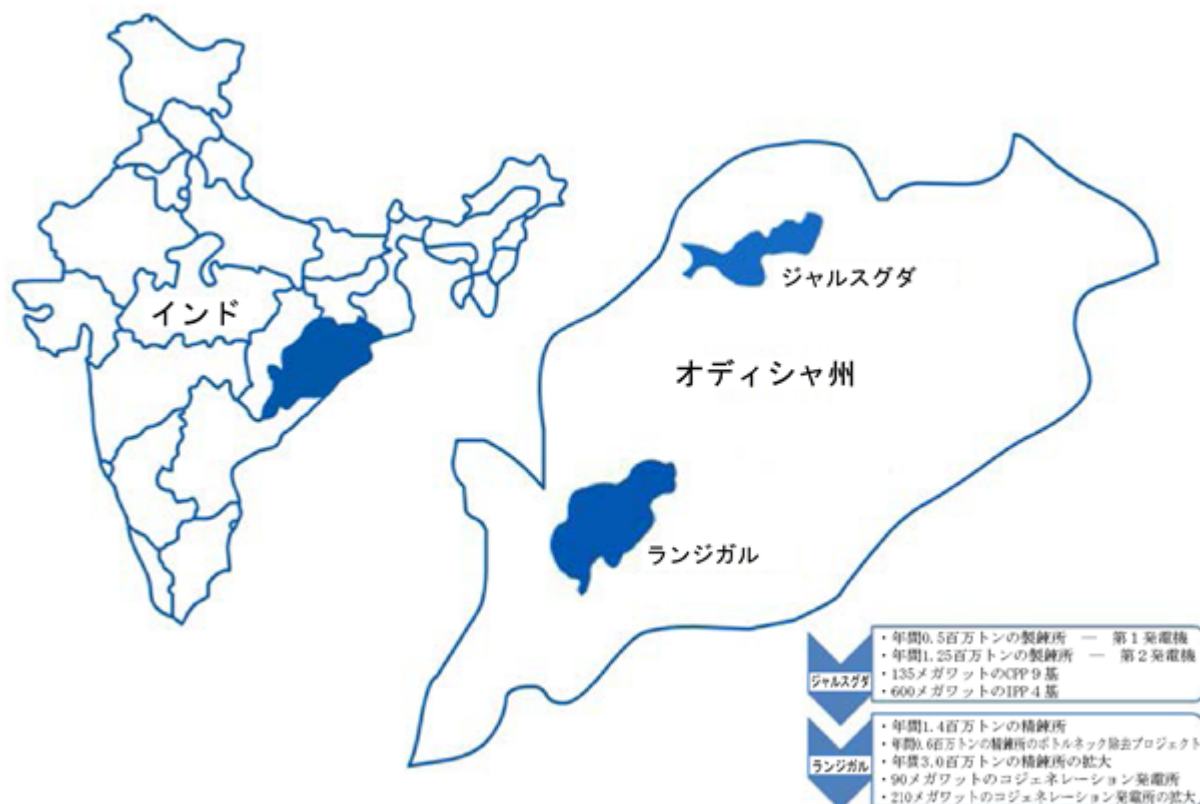 インド
ジャルスグダ
オディシャ州
ランジガル
ジャルスグダ
・年間0.5百万トンの製錬所 ― 第1発電機
・年間1.25百万トンの製錬所 ― 第2発電機
・135メガワットのCPP9基
・600メガワットのIPP4基
ランジガル
・年間1.4百万トンの精錬所
・年間0.6百万トンの精錬所のボトルネック除去プロジェクト
・年間3.0百万トンの精錬所の拡大
・90メガワットのコジェネレーション発電所
・210メガワットのコジェネレーション発電所の拡大